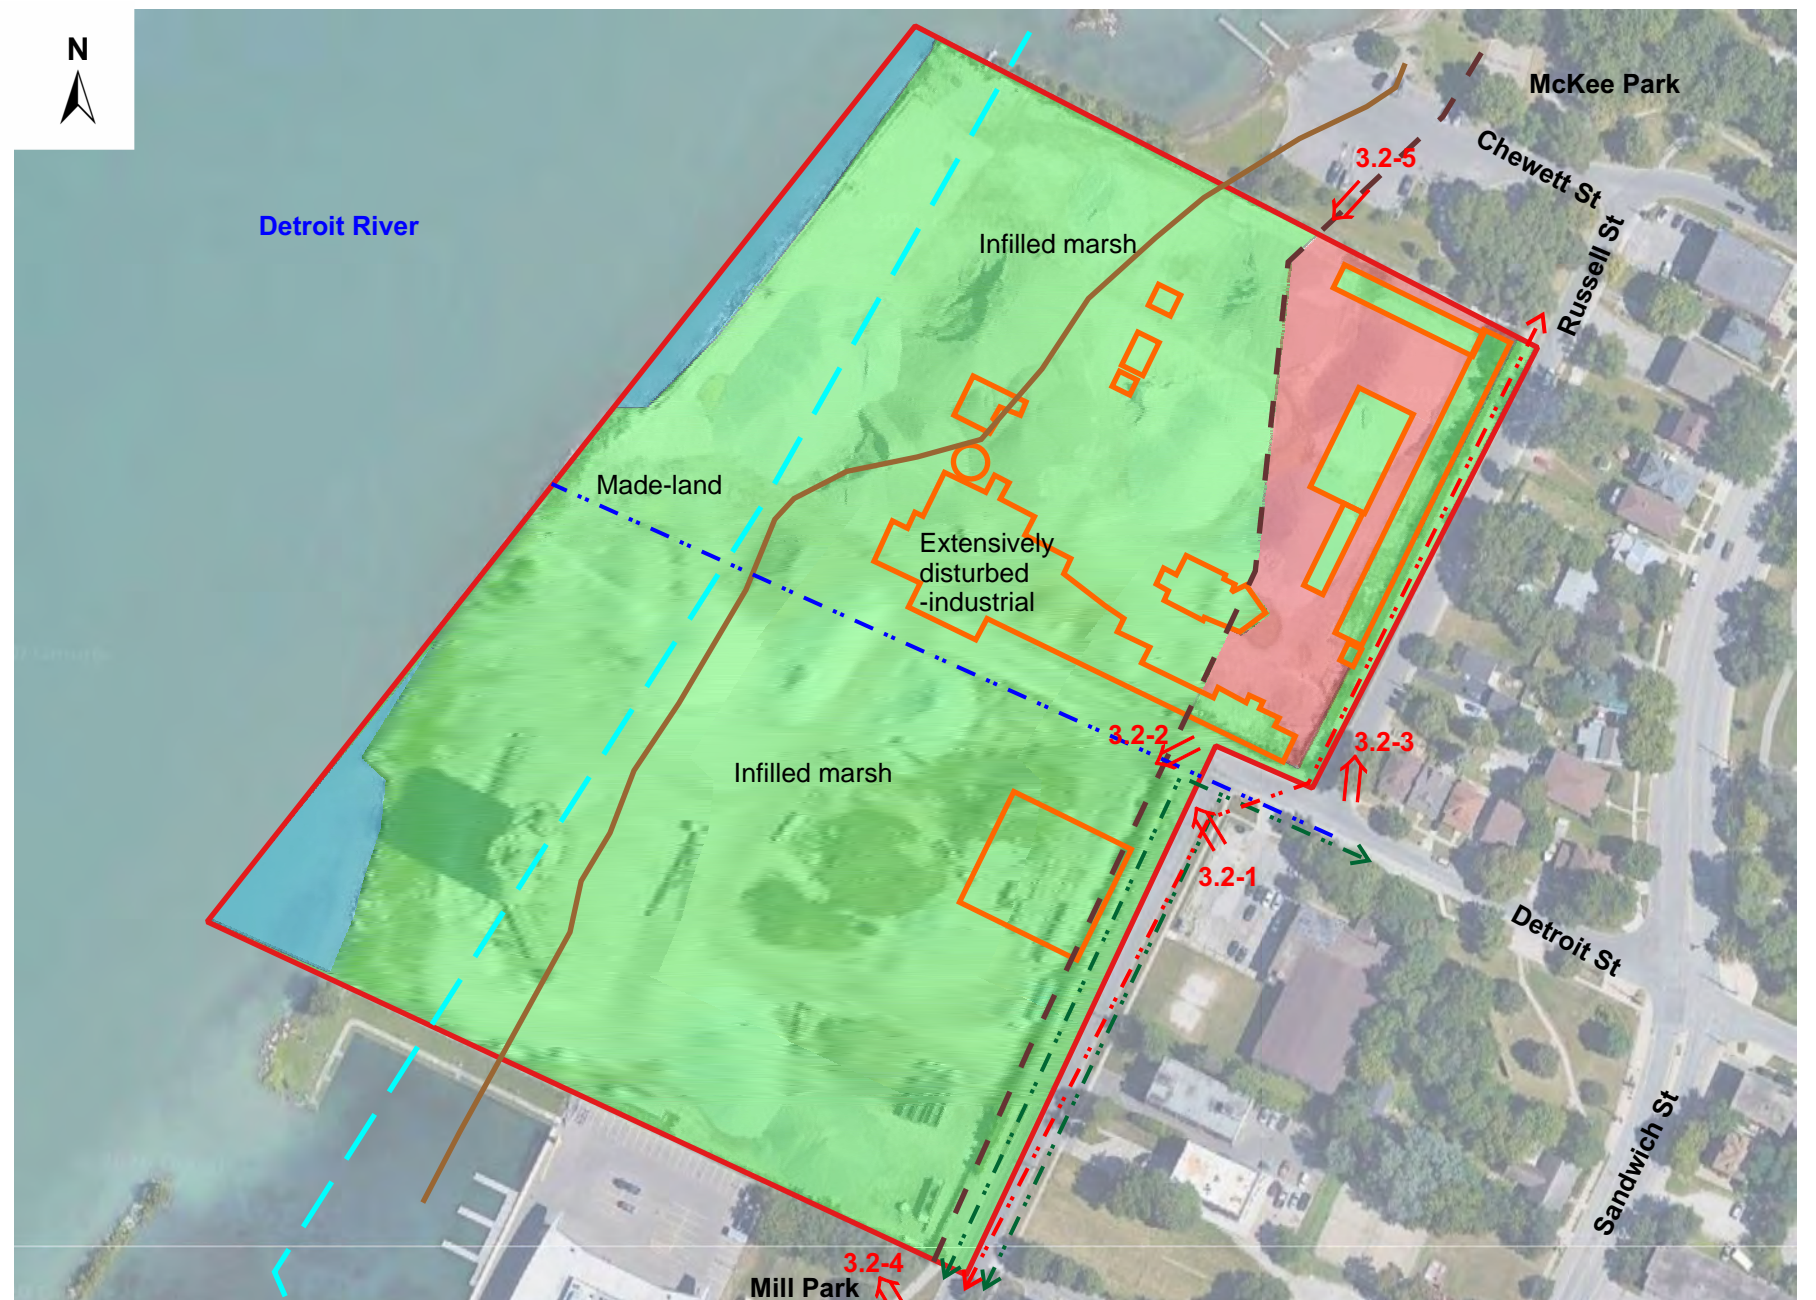 N
McKee Park
Chewett St
3.2-5
Detroit River
Russell St
Infilled marsh
Made-land
Extensively
disturbed
-industrial
3.2-2
3.2-3
Infilled marsh
3.2-1
Detroit St
Sandwich St
3.2-4
Mill Park